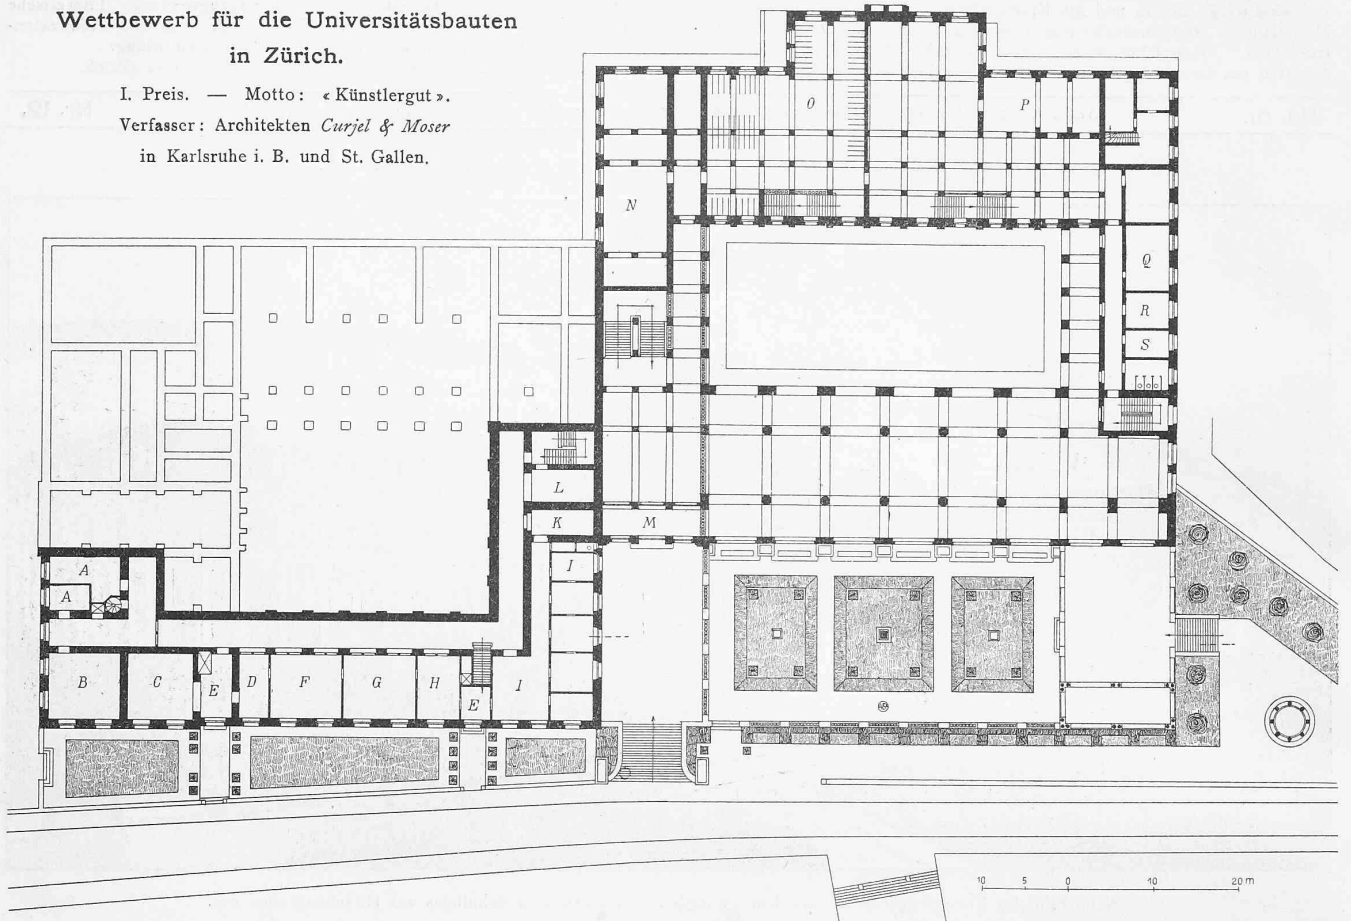 Wettbewerb für die Universitätsbauten
in Zürich.
I. Preis. — Motto: «Künstlergut».
Verfasser: Architekten Curjel & Moser
in Karlsruhe i. B. und St. Gallen.
O
P
N
Q
R
S
L
K
M
A
I
A
B
C
E
D
F
G
H
E
I
10 5 0 10 20 m